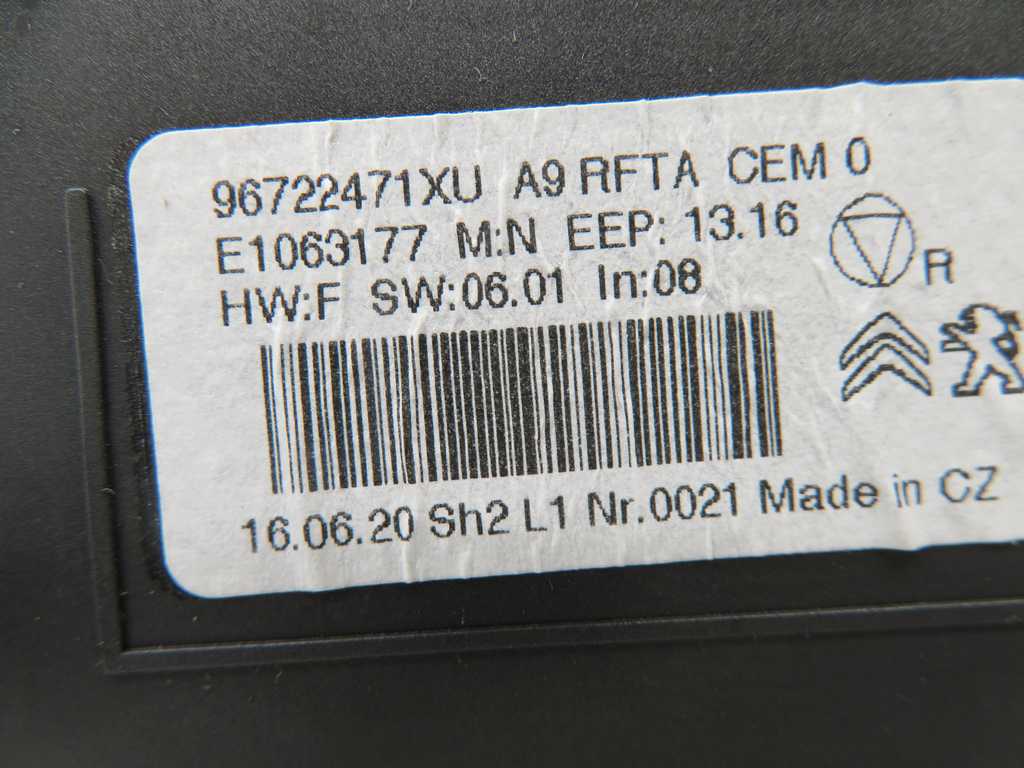 96722471XU A9 RFTA CEM 0
E1063177 M:N EEP: 13.16
R
HW:F SW:06.01 In:08
16.06.20 Sh2 L1 Nr.0021 Made in CZ